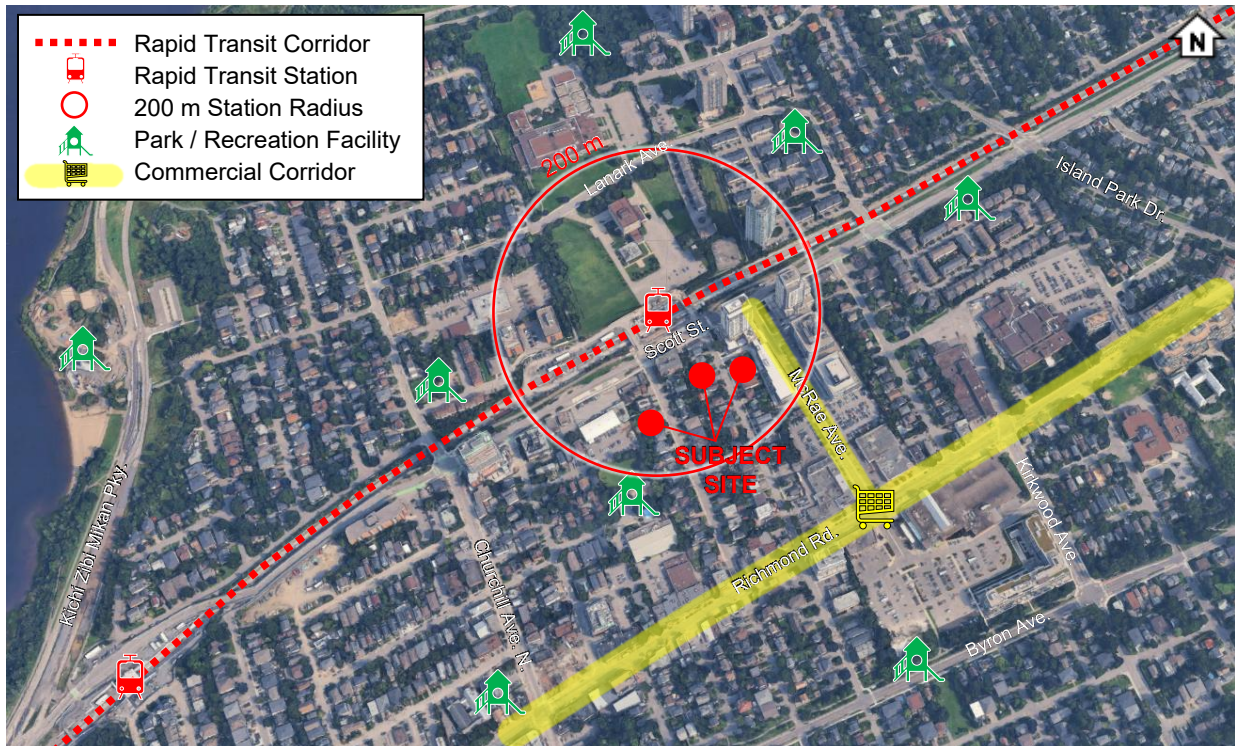 Rapid Transit Corridor
Rapid Transit Station
200 m Station Radius
Park / Recreation Facility
Commercial Corridor
N
200 m
Lanark Ave.
Island Park Dr.
Scott St.
McRae Ave.
SUBJECT
SITE
Kichi Zibi Mikan Pky.
Churchill Ave. N.
Richmond Rd.
Kirkwood Ave.
Byron Ave.